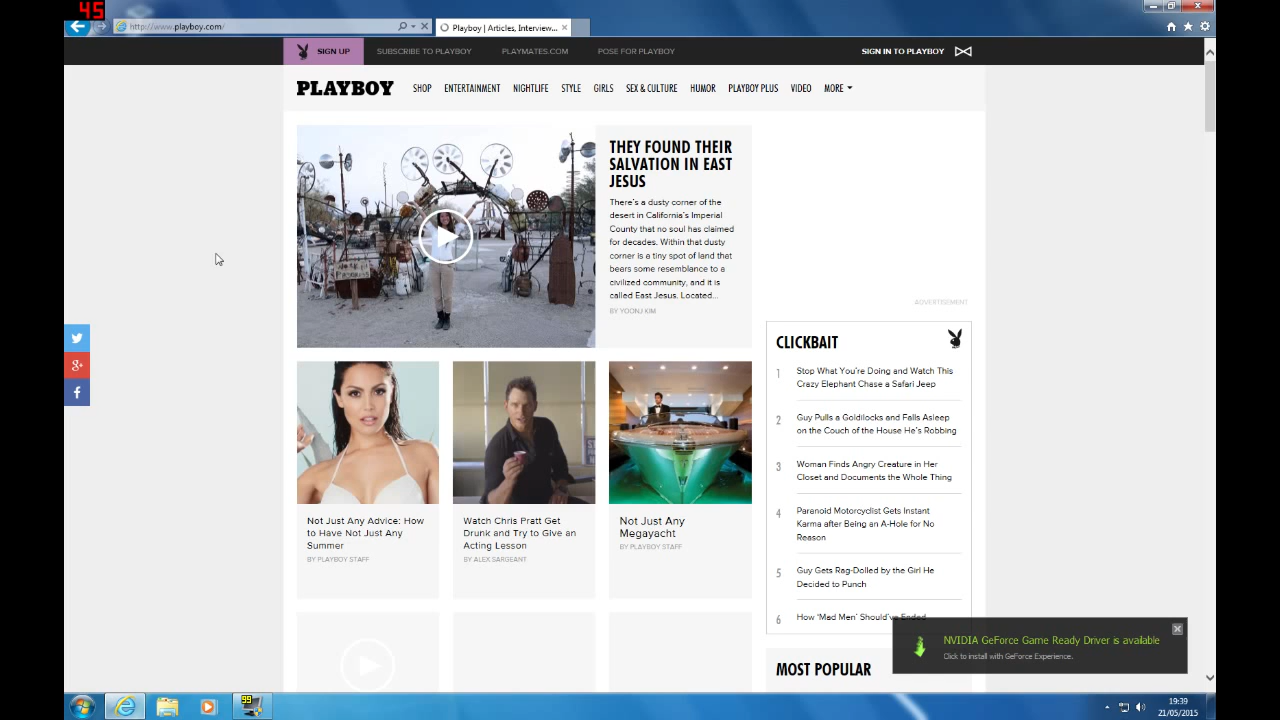 45
http://www.playboy.com/
Playboy | Articles, Interview...
SIGN UP
SUBSCRIBE TO PLAYBOY
PLAYMATES.COM
POSE FOR PLAYBOY
SIGN IN TO PLAYBOY
PLAYBOY
SHOP
ENTERTAINMENT
NIGHTLIFE
STYLE
GIRLS
SEX & CULTURE
HUMOR
PLAYBOY PLUS
VIDEO
MORE
THEY FOUND THEIR
SALVATION IN EAST
JESUS
There's a dusty corner of the
desert in California's Imperial
County that no soul has claimed
for decades. Within that dusty
corner is a tiny spot of land that
bears some resemblance to a
civilized community, and it is
called East Jesus. Located...
BY YOONJ KIM
ADVERTISEMENT
CLICKBAIT
1 Stop What You're Doing and Watch This
Crazy Elephant Chase a Safari Jeep
2 Guy Pulls a Goldilocks and Falls Asleep
on the Couch of the House He's Robbing
3 Woman Finds Angry Creature in Her
Closet and Documents the Whole Thing
4 Paranoid Motorcyclist Gets Instant
Karma after Being an A-Hole for No
Reason
5 Guy Gets Rag-Dolled by the Girl He
Decided to Punch
6 How 'Mad Men' Should've Ended
MOST POPULAR
g+
f
Not Just Any Advice: How
to Have Not Just Any
Summer
BY PLAYBOY STAFF
Watch Chris Pratt Get
Drunk and Try to Give an
Acting Lesson
BY ALEX SARGEANT
Not Just Any
Megayacht
BY PLAYBOY STAFF
NVIDIA GeForce Game Ready Driver is available
Click to install with GeForce Experience.
99
19:39
21/05/2015